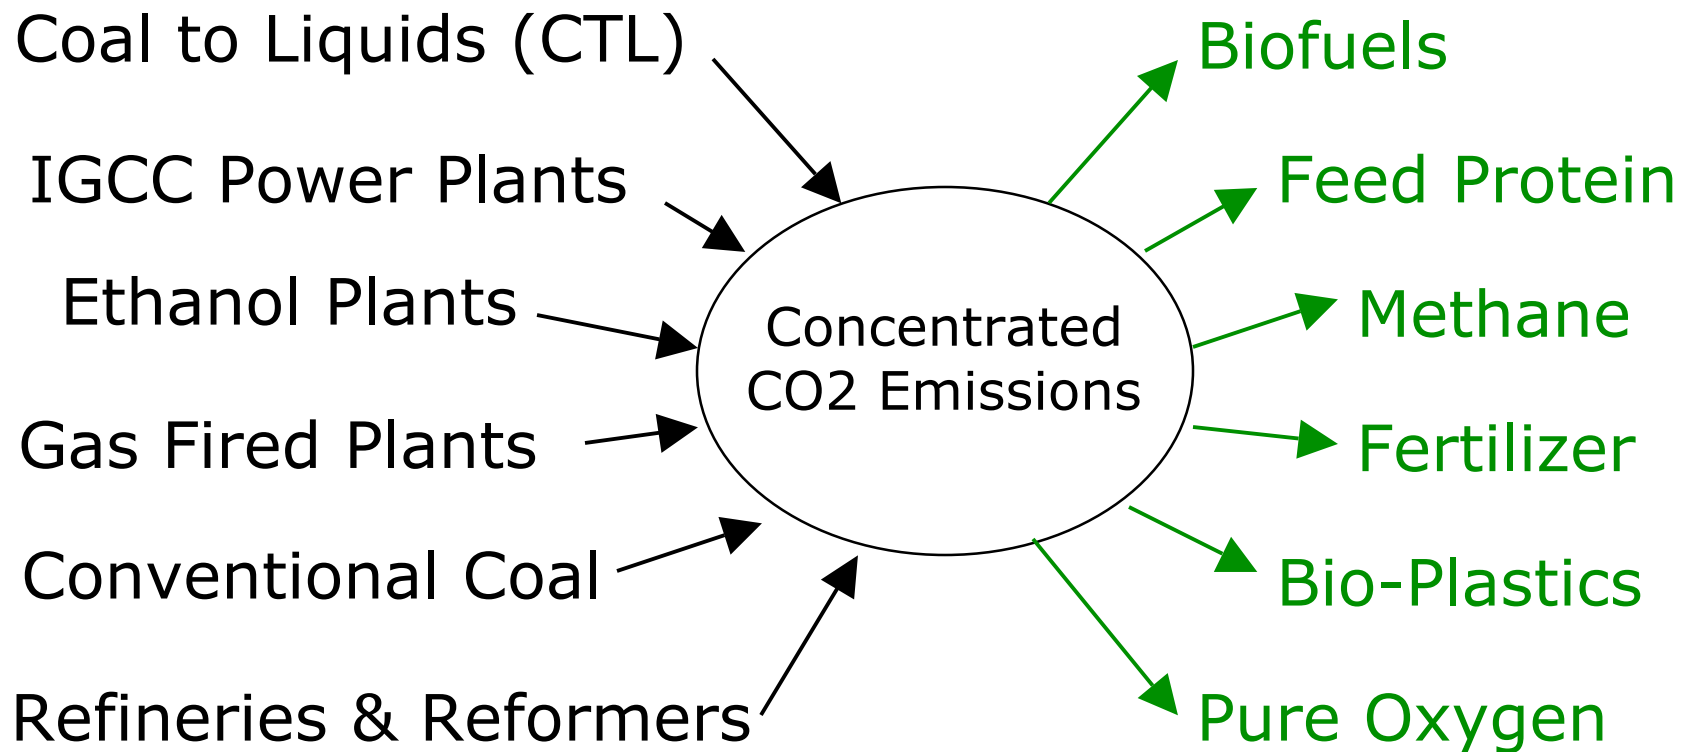 Coal to Liquids (CTL)
IGCC Power Plants
Ethanol Plants
Gas Fired Plants
Conventional Coal
Refineries & Reformers
Concentrated
CO2 Emissions
Biofuels
Feed Protein
Methane
Fertilizer
Bio-Plastics
Pure Oxygen